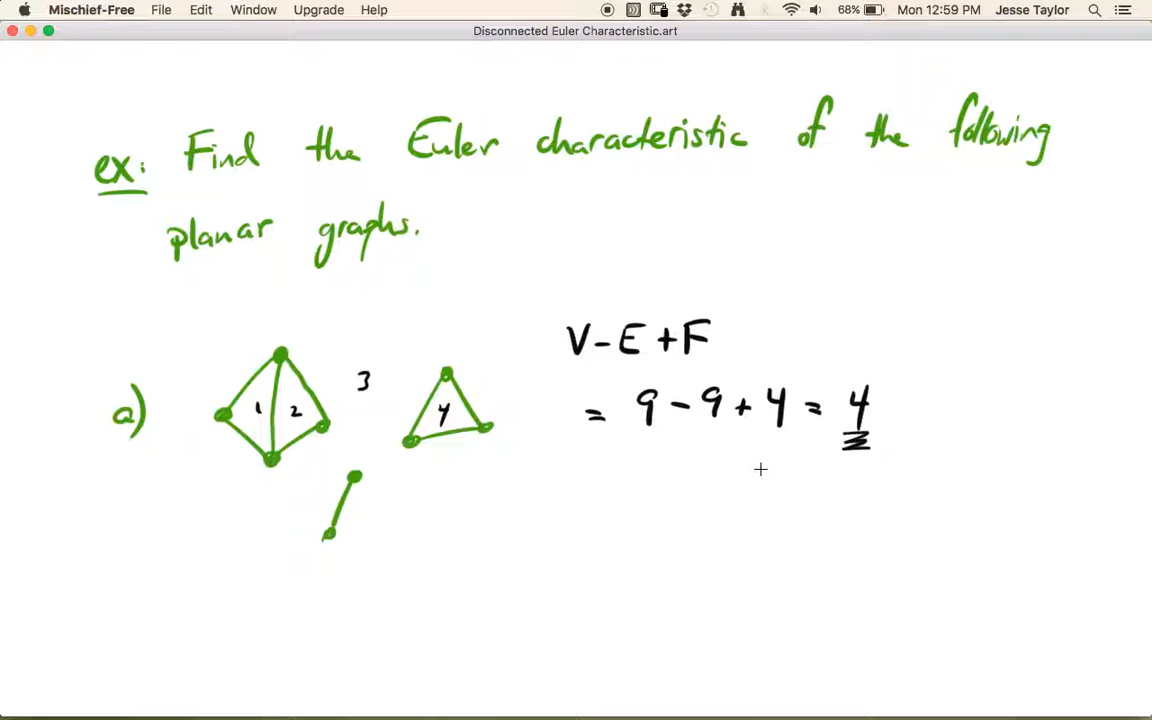 Mischief-Free File Edit Window Upgrade Help 68% Mon 12:59 PM Jesse Taylor
Disconnected Euler Characteristic.art
ex: Find the Euler characteristic of the following
planar graphs.
V-E+F
a) 1 2 3 4
= 9-9+4=4